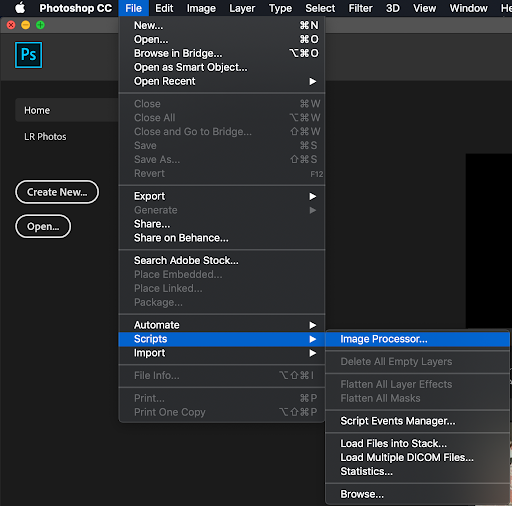 Photoshop CC File Edit Image Layer Type Select Filter 3D View Window
Ps
Home
LR Photos
Create New...
Open...
New... ⌘N
Open... ⌘O
Browse in Bridge... ⌥⌘O
Open as Smart Object...
Open Recent ▶
Close ⌘W
Close All ⌥⌘W
Close and Go to Bridge... ⇧⌘W
Save ⌘S
Save As... ⇧⌘S
Revert F12
Export ▶
Generate ▶
Share...
Share on Behance...
Search Adobe Stock...
Place Embedded...
Place Linked...
Package...
Automate ▶
Scripts ▶
Import ▶
File Info... ⌥⇧⌘I
Print... ⌘P
Print One Copy ⌥⇧⌘P
Image Processor...
Delete All Empty Layers
Flatten All Layer Effects
Flatten All Masks
Script Events Manager...
Load Files into Stack...
Load Multiple DICOM Files...
Statistics...
Browse...